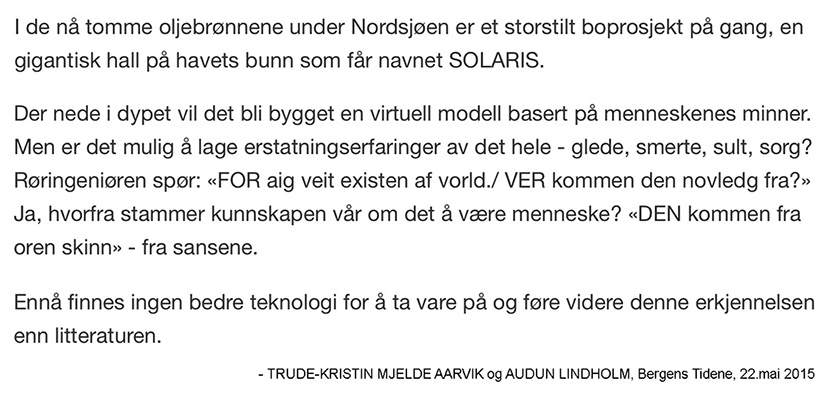 I de nå tomme oljebrønnene under Nordsjøen er et storstilt boprosjekt på gang, en
gigantisk hall på havets bunn som får navnet SOLARIS.
Der nede i dypet vil det bli bygget en virtuell modell basert på menneskenes minner.
Men er det mulig å lage erstatningserfaringer av det hele - glede, smerte, sult, sorg?
Røringeniøren spør: «FOR aig veit existen af vorld./ VER kommen den novledg fra?»
Ja, hvorfra stammer kunnskapen vår om det å være menneske? «DEN kommen fra
oren skinn» - fra sansene.
Ennå finnes ingen bedre teknologi for å ta vare på og føre videre denne erkjennelsen
enn litteraturen.
- TRUDE-KRISTIN MJELDE AARVIK og AUDUN LINDHOLM, Bergens Tidene, 22.mai 2015